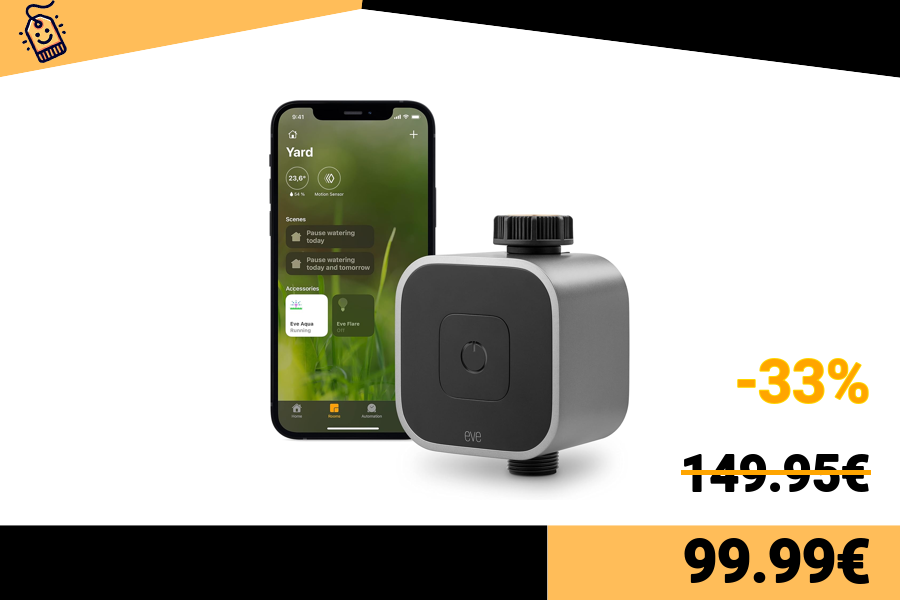 9:41
Yard
23,6°
54 %
Motion Sensor
Scenes
Pause watering
today
Pause watering
today and tomorrow
Accessories
Eve Aqua
Running
Eve Flare
Off
Home
Rooms
Automation
eve
-33%
149.95€
99.99€